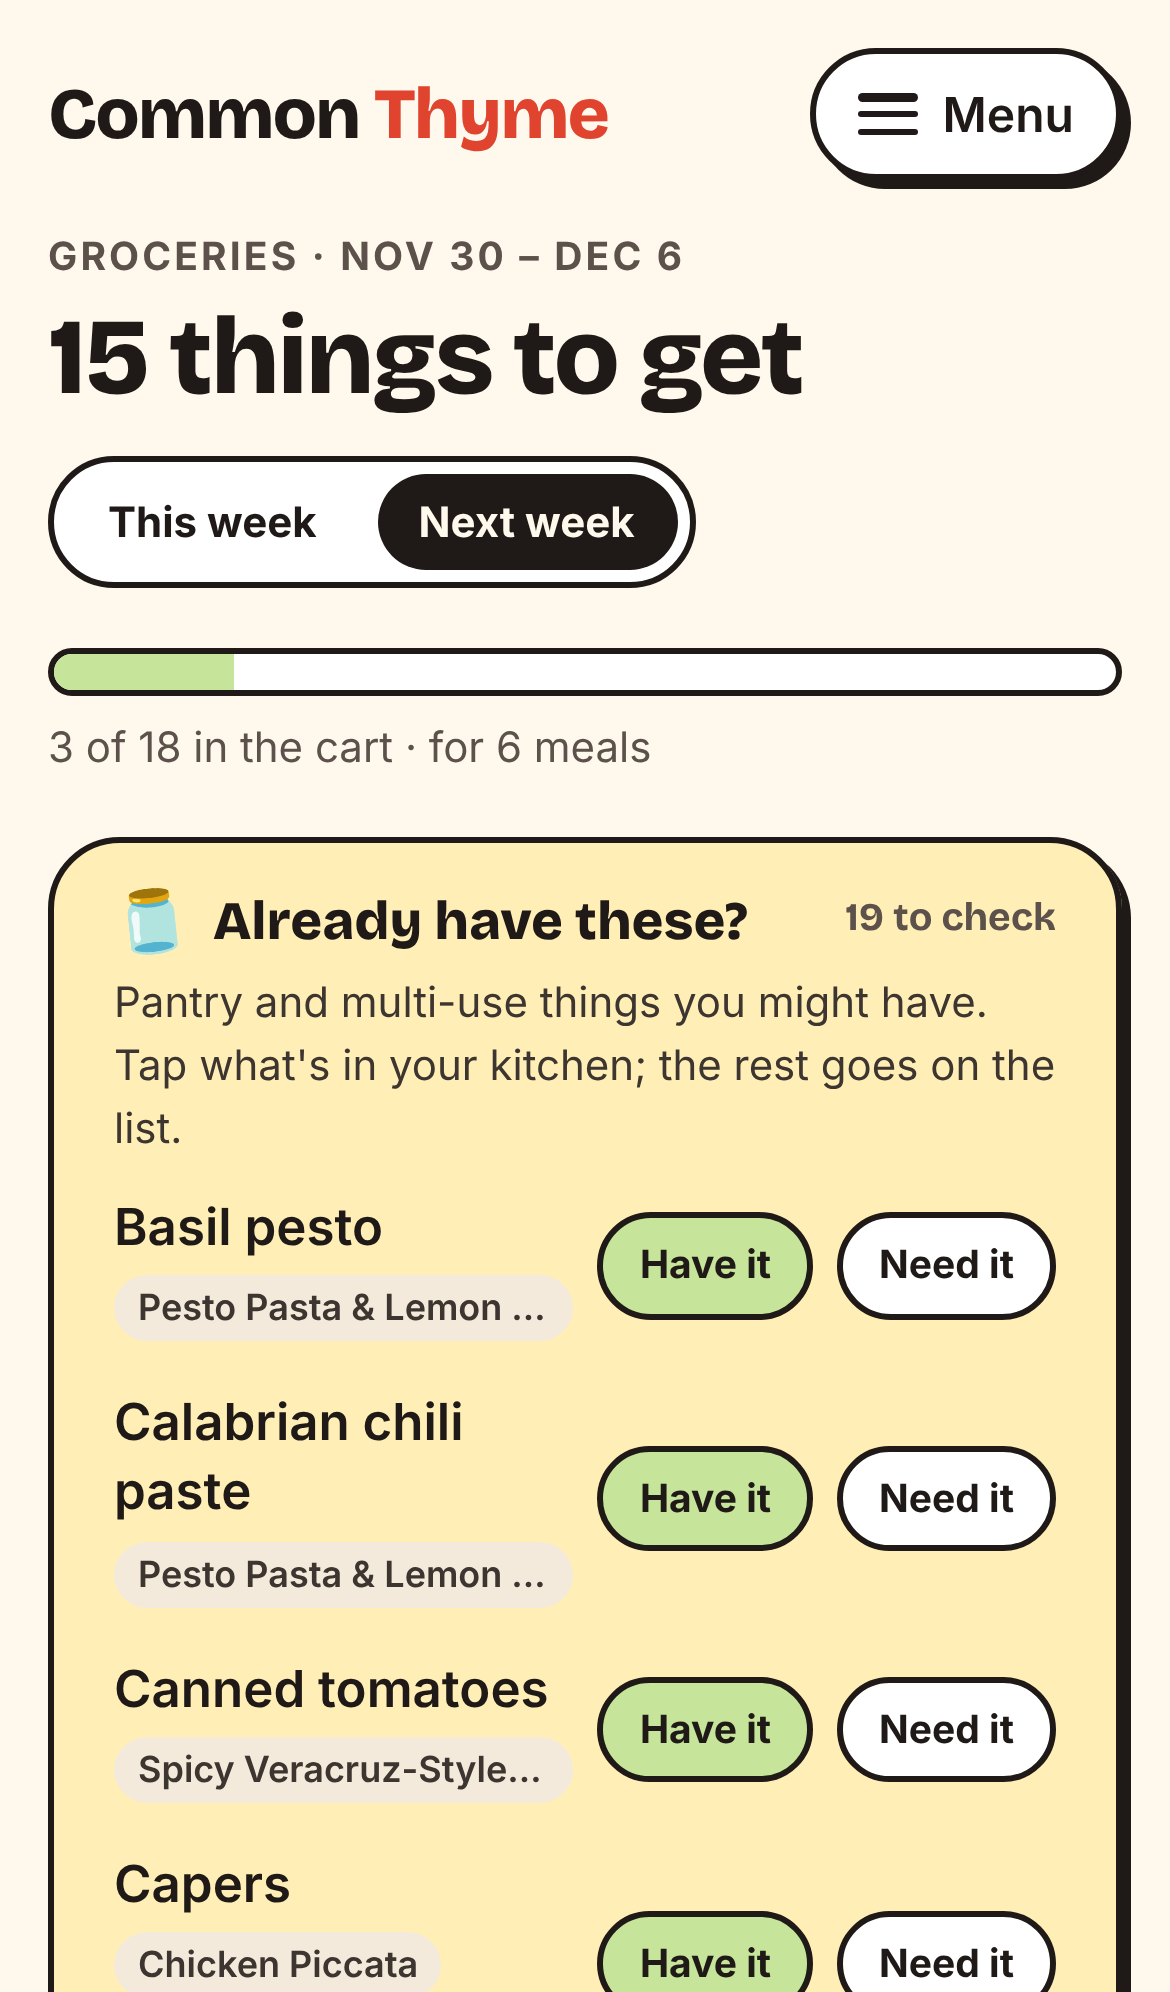 Common Thyme
Menu
GROCERIES · NOV 30 – DEC 6
15 things to get
This week
Next week
3 of 18 in the cart · for 6 meals
Already have these?
19 to check
Pantry and multi-use things you might have.
Tap what's in your kitchen; the rest goes on the
list.
Basil pesto
Pesto Pasta & Lemon ...
Have it
Need it
Calabrian chili
paste
Pesto Pasta & Lemon ...
Have it
Need it
Canned tomatoes
Spicy Veracruz-Style...
Have it
Need it
Capers
Chicken Piccata
Have it
Need it